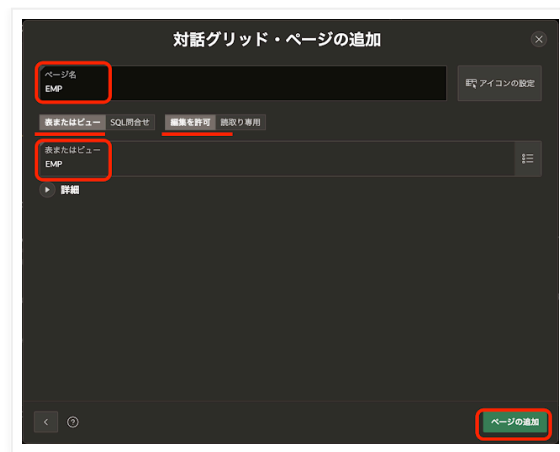 対話グリッド・ページの追加
ページ名
EMP
アイコンの設定
表またはビュー SQL問合せ 編集を許可 読取り専用
表またはビュー
EMP
詳細
ページの追加